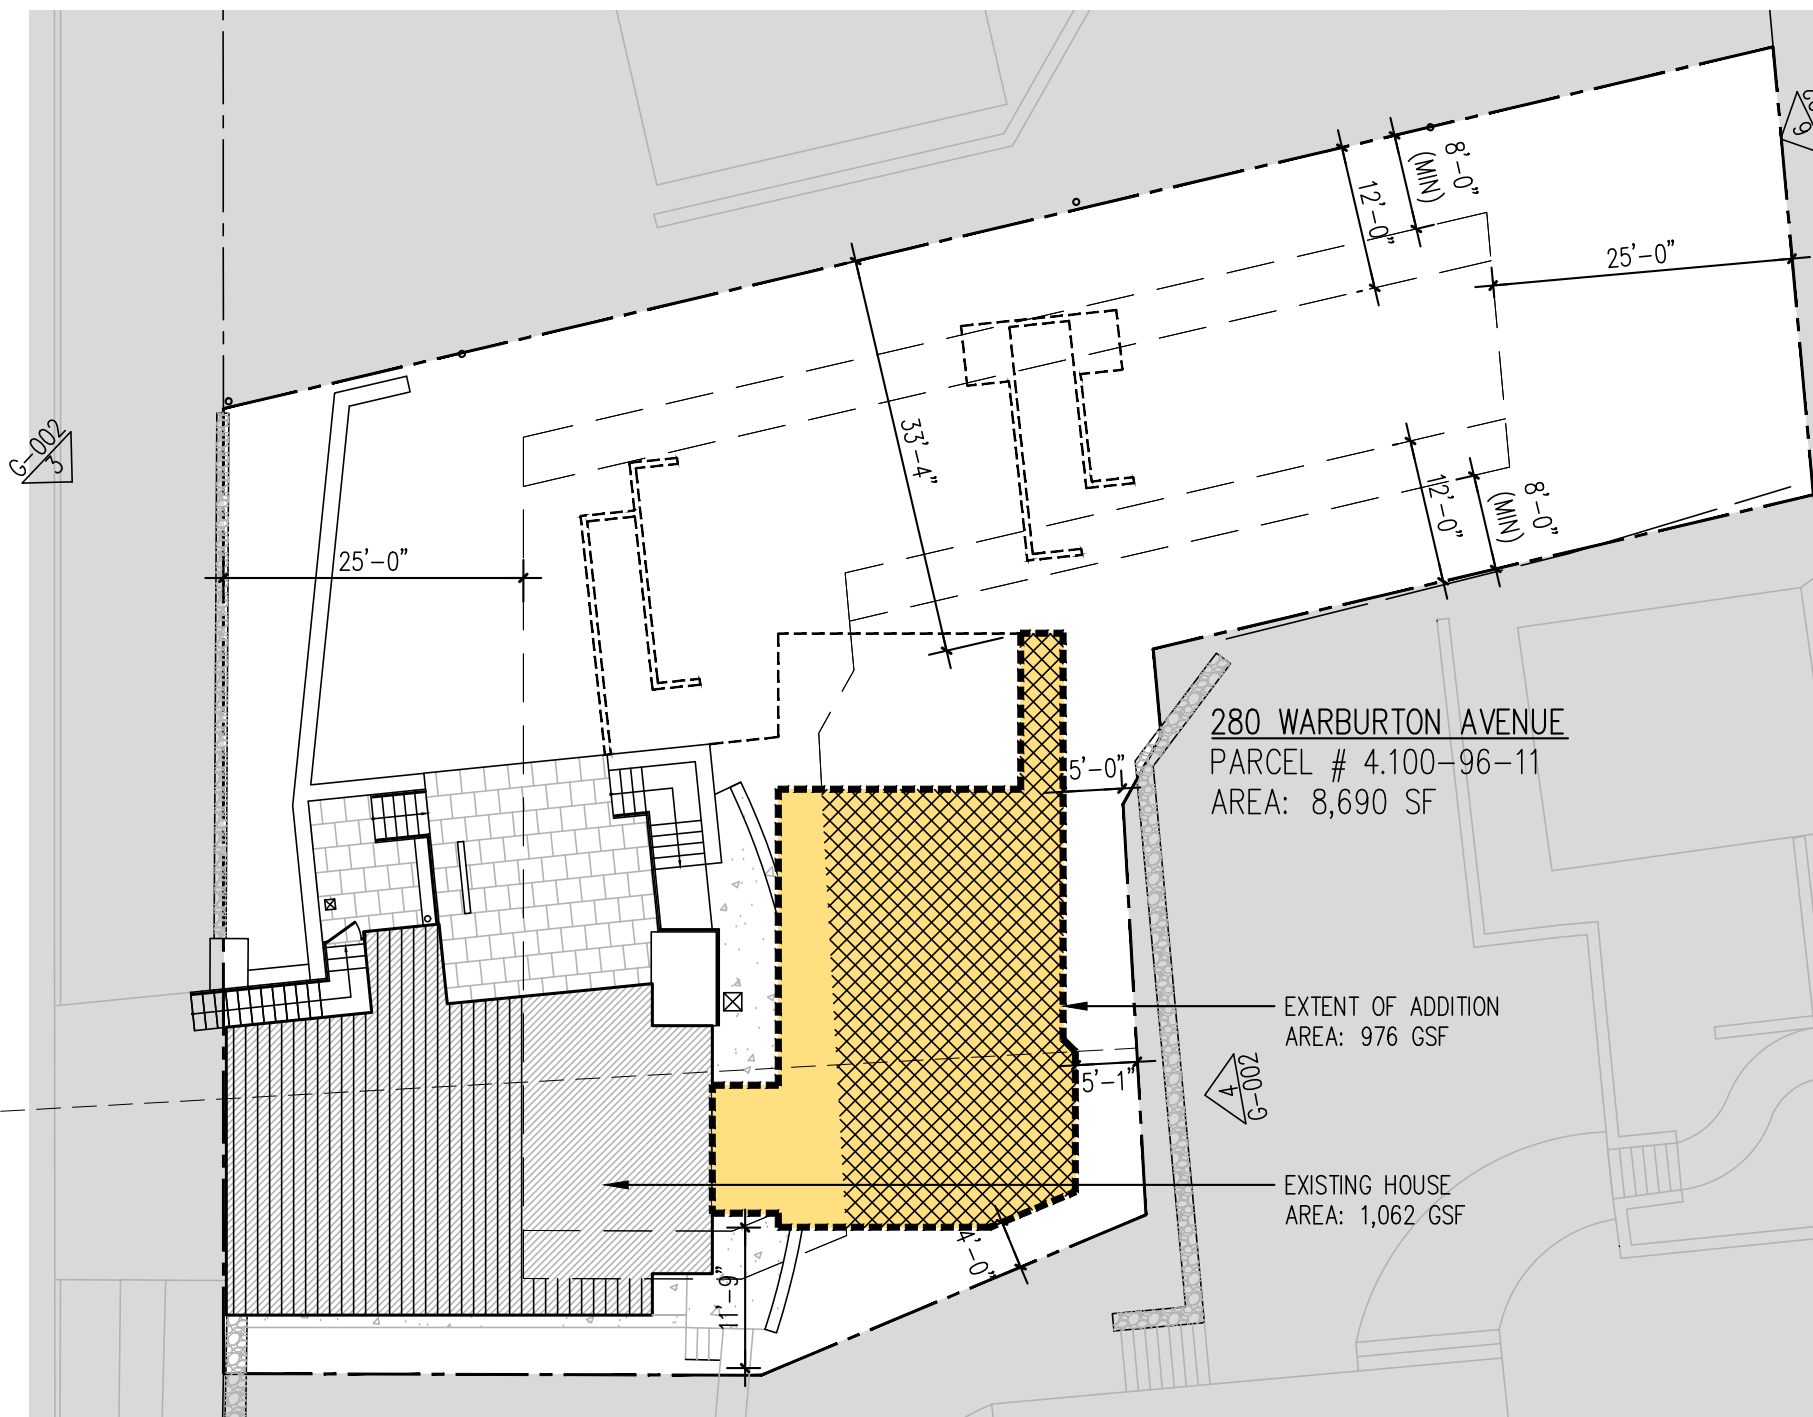 8'-0"
(MIN)
12'-0"
25'-0"
G-002
3
33'-4"
12'-0"
8'-0"
(MIN)
25'-0"
280 WARBURTON AVENUE
PARCEL # 4.100-96-11
AREA: 8,690 SF
5'-0"
EXTENT OF ADDITION
AREA: 976 GSF
5'-1"
4
G-002
EXISTING HOUSE
AREA: 1,062 GSF
4'-0"
11'-9"